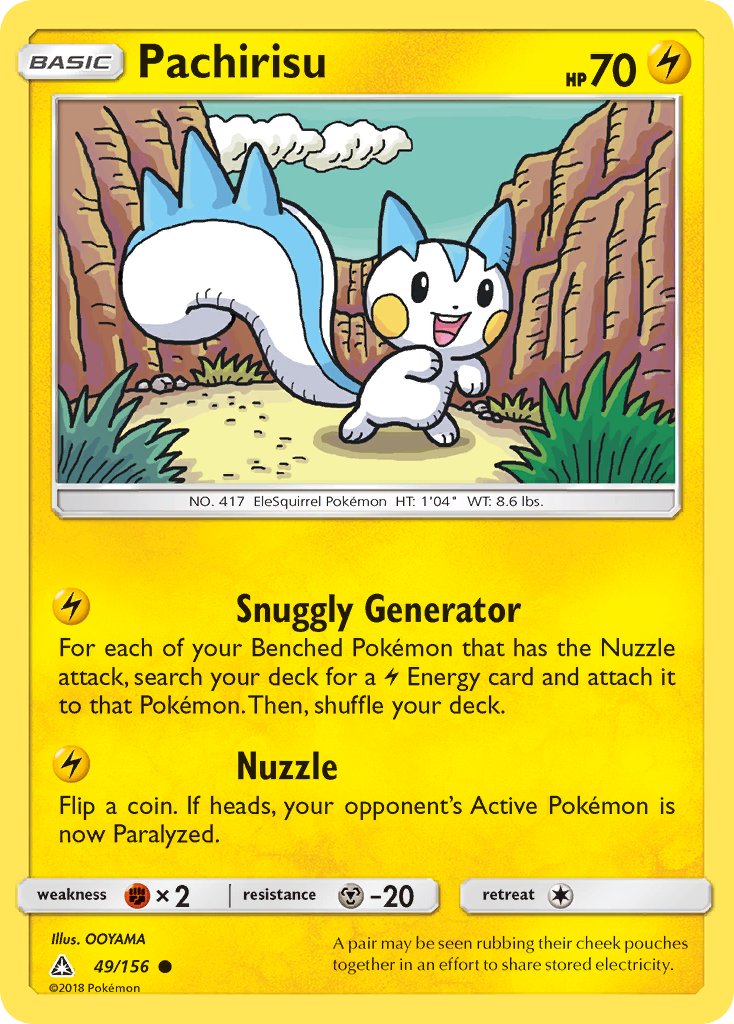 BASIC Pachirisu HP 70
NO. 417 EleSquirrel Pokémon HT: 1'04" WT: 8.6 lbs.
Snuggly Generator
For each of your Benched Pokémon that has the Nuzzle
attack, search your deck for a Energy card and attach it
to that Pokémon. Then, shuffle your deck.
Nuzzle
Flip a coin. If heads, your opponent's Active Pokémon is
now Paralyzed.
weakness × 2 resistance -20 retreat
Illus. OOYAMA
49/156
©2018 Pokémon
A pair may be seen rubbing their cheek pouches
together in an effort to share stored electricity.